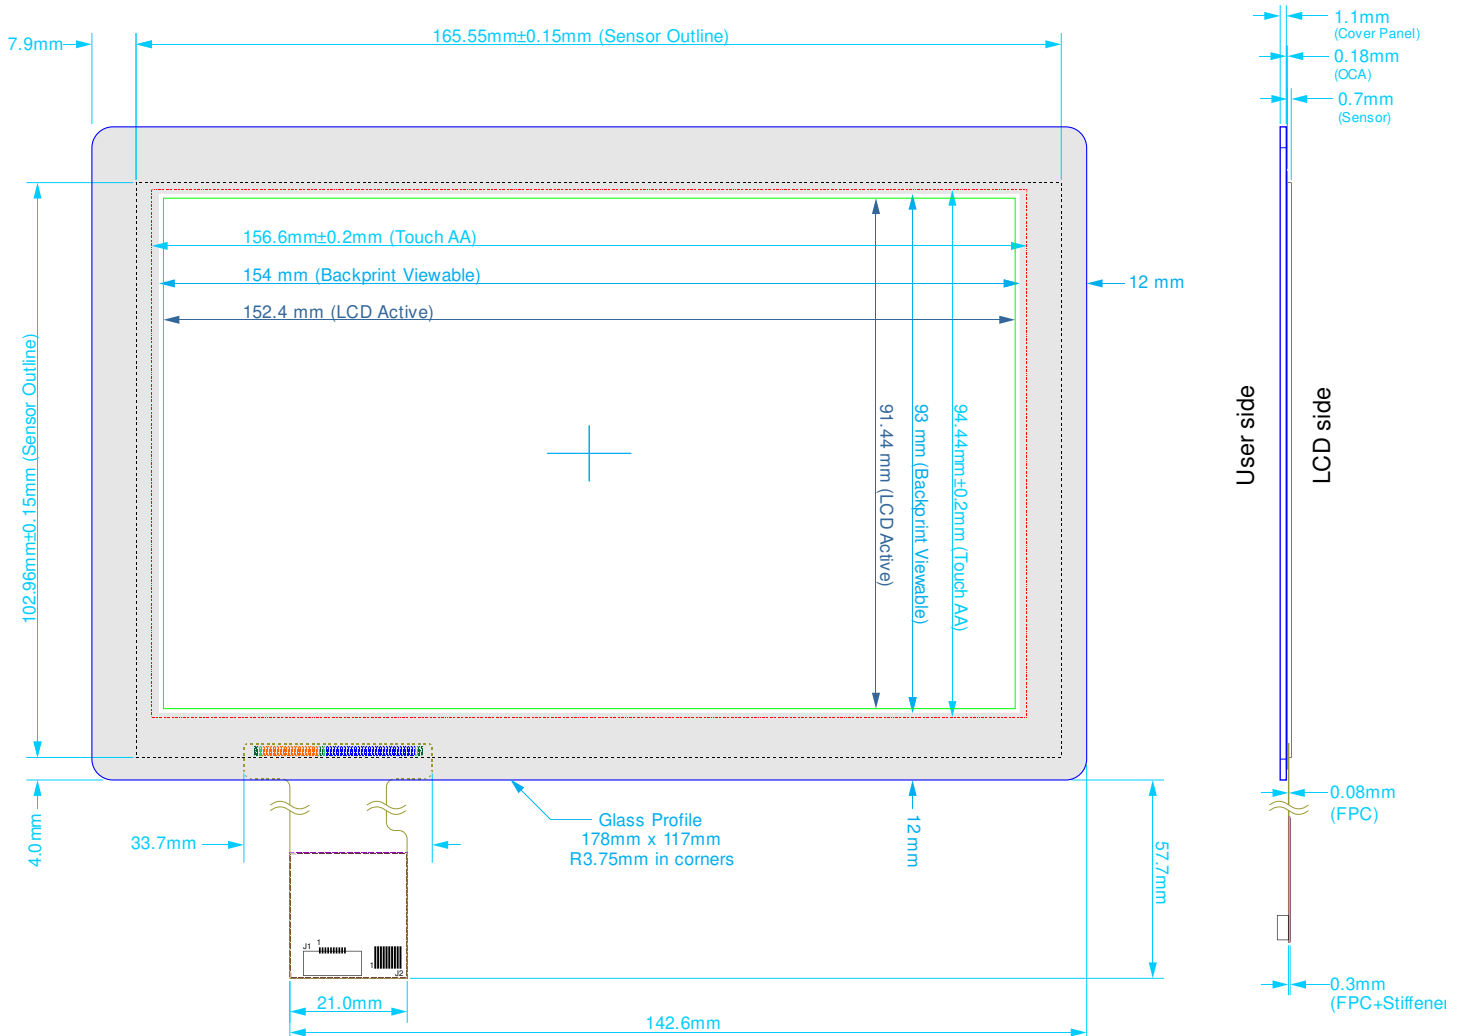 1.1mm
(Cover Panel)
7.9mm
165.55mm±0.15mm (Sensor Outline)
0.18mm
(OCA)
0.7mm
(Sensor)
156.6mm±0.2mm (Touch AA)
154 mm (Backprint Viewable)
12 mm
152.4 mm (LCD Active)
102.96mm±0.15mm (Sensor Outline)
91.44 mm (LCD Active)
93 mm (Backprint Viewable)
94.44mm±0.2mm (Touch AA)
User side
LCD side
4.0mm
33.7mm
Glass Profile
178mm x 117mm
R3.75mm in corners
12mm
57.7mm
0.08mm
(FPC)
J1
1
1
J2
21.0mm
142.6mm
0.3mm
(FPC+Stiffener